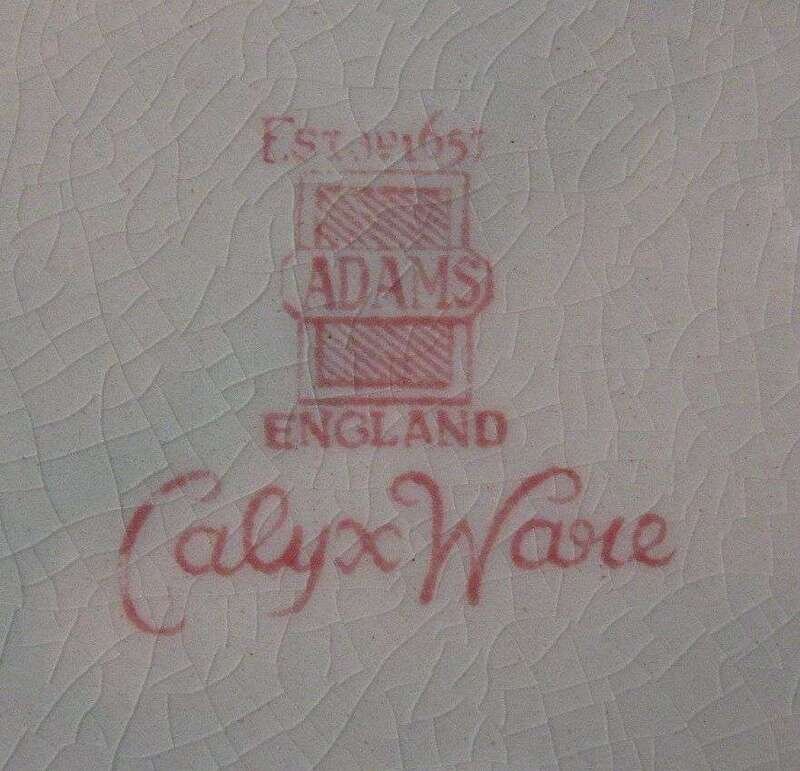 EST.D 1657
ADAMS
ENGLAND
Calyx Ware